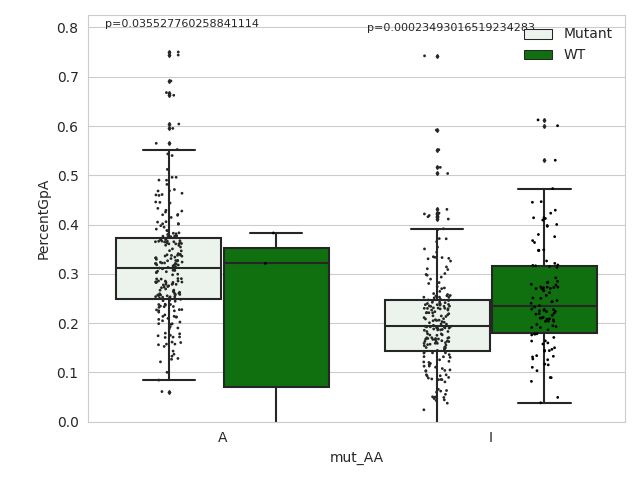 p=0.035527760258841114
p=0.00023493016519234283
Mutant
WT
0.8
0.7
0.6
0.5
0.4
0.3
0.2
0.1
0.0
PercentGpA
A
I
mut_AA